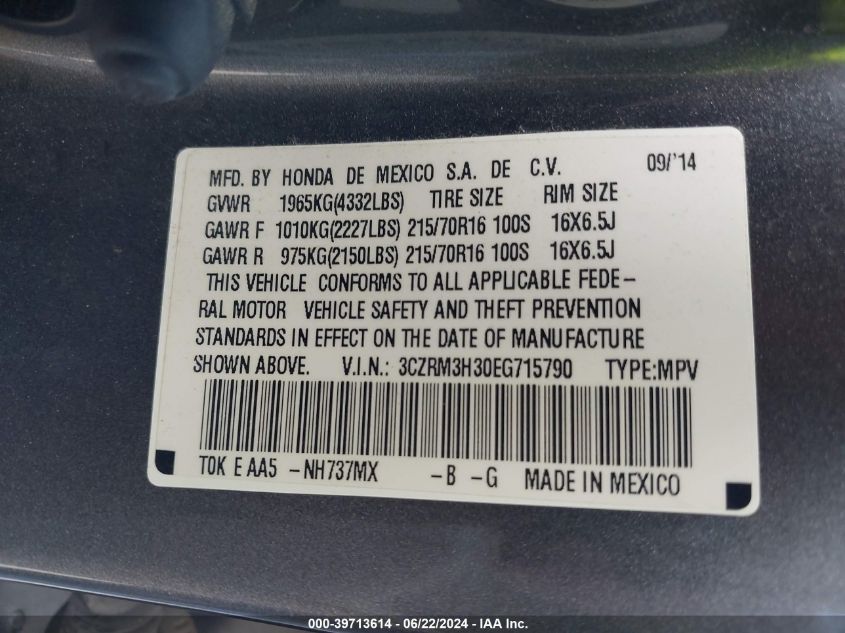 MFD. BY HONDA DE MEXICO S.A. DE C.V. 09/'14
GVWR 1965KG(4332LBS) TIRE SIZE RIM SIZE
GAWR F 1010KG(2227LBS) 215/70R16 100S 16X6.5J
GAWR R 975KG(2150LBS) 215/70R16 100S 16X6.5J
THIS VEHICLE CONFORMS TO ALL APPLICABLE FEDE-
RAL MOTOR VEHICLE SAFETY AND THEFT PREVENTION
STANDARDS IN EFFECT ON THE DATE OF MANUFACTURE
SHOWN ABOVE. V.I.N.: 3CZRM3H30EG715790 TYPE:MPV
T0K E AA5 -NH737MX -B -G MADE IN MEXICO
000-39713614 - 06/22/2024 - IAA Inc.